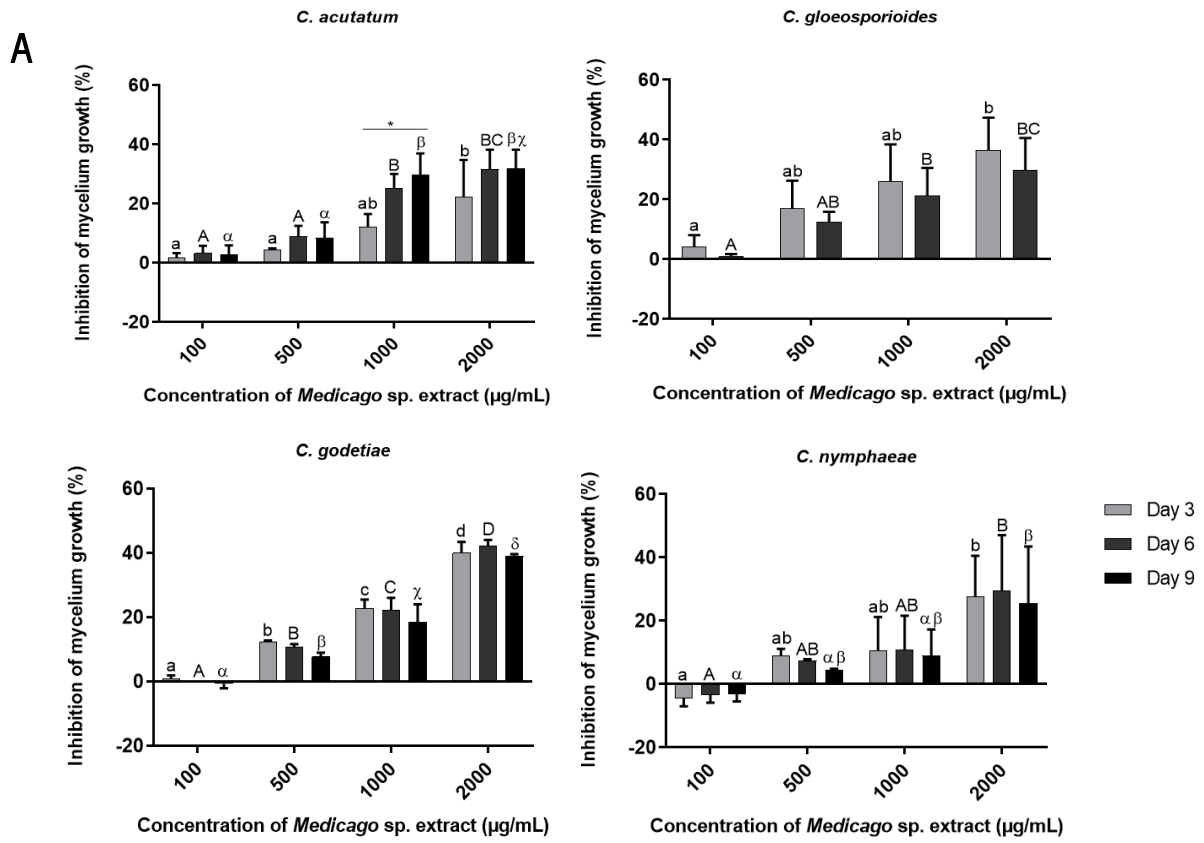 A
C. acutatum
Inhibition of mycelium growth (%)
60
40
20
0
-20
a
A
α
a
A
α
*
ab
B
β
b
BC
βχ
100
500
1000
2000
Concentration of Medicago sp. extract (µg/mL)
C. gloeosporioides
Inhibition of mycelium growth (%)
60
40
20
0
-20
a
A
ab
AB
ab
B
b
BC
100
500
1000
2000
Concentration of Medicago sp. extract (µg/mL)
C. godetiae
Inhibition of mycelium growth (%)
60
40
20
0
-20
a
A
α
b
B
β
c
C
χ
d
D
δ
100
500
1000
2000
Concentration of Medicago sp. extract (µg/mL)
C. nymphaeae
Inhibition of mycelium growth (%)
60
40
20
0
-20
a
A
α
ab
AB
αβ
ab
AB
αβ
b
B
β
100
500
1000
2000
Concentration of Medicago sp. extract (µg/mL)
Day 3
Day 6
Day 9